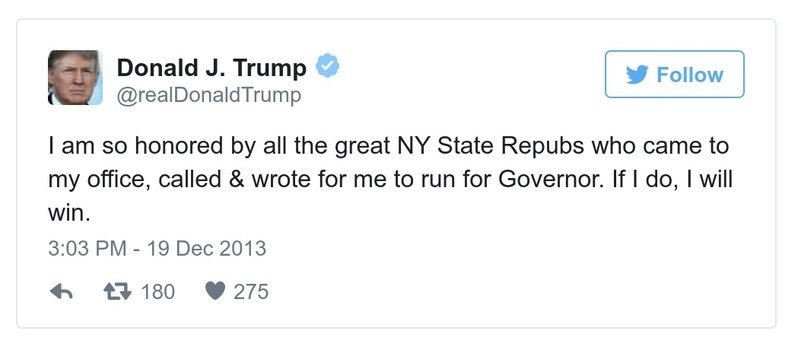 Donald J. Trump
@realDonaldTrump
Follow
I am so honored by all the great NY State Repubs who came to
my office, called & wrote for me to run for Governor. If I do, I will
win.
3:03 PM - 19 Dec 2013
180 275